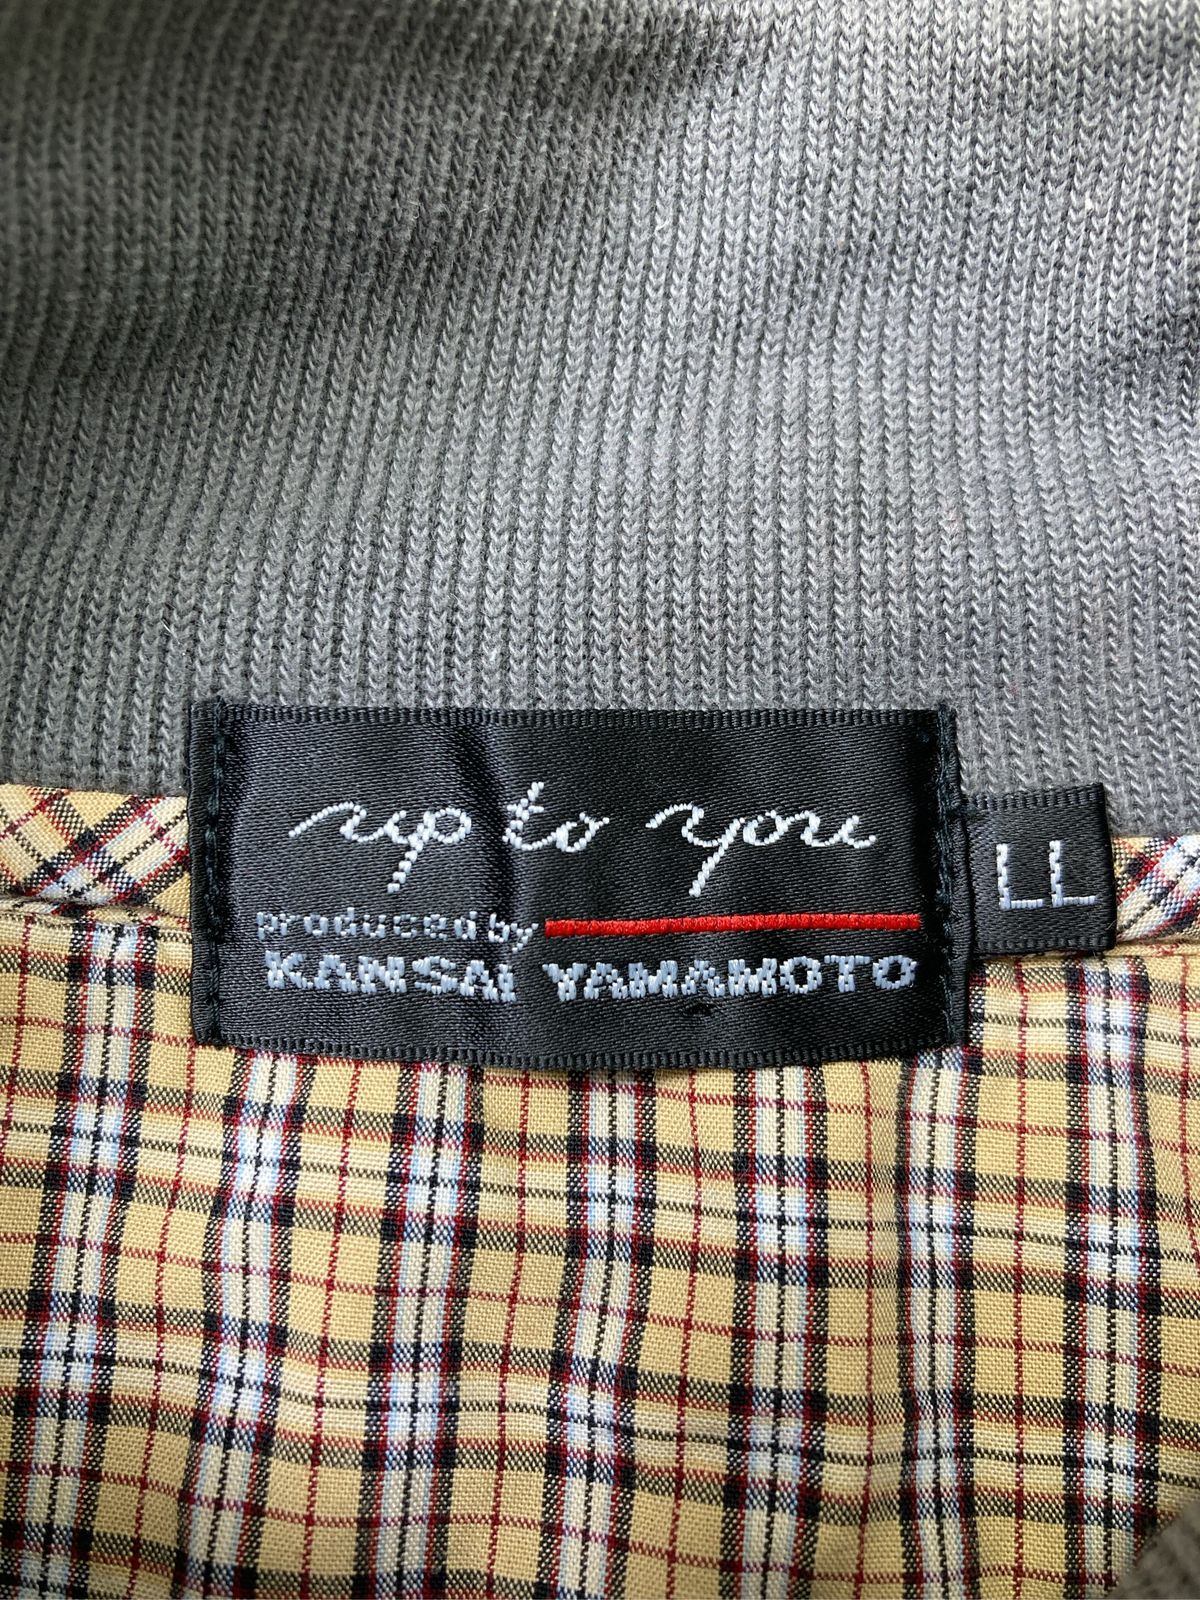 up to you
produced by
KANSAI YAMAMOTO
LL